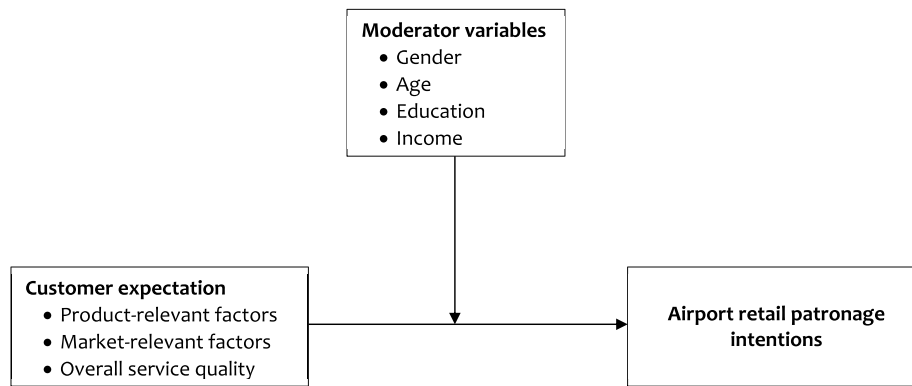 Moderator variables
• Gender
• Age
• Education
• Income
Customer expectation
• Product-relevant factors
• Market-relevant factors
• Overall service quality
Airport retail patronage
intentions